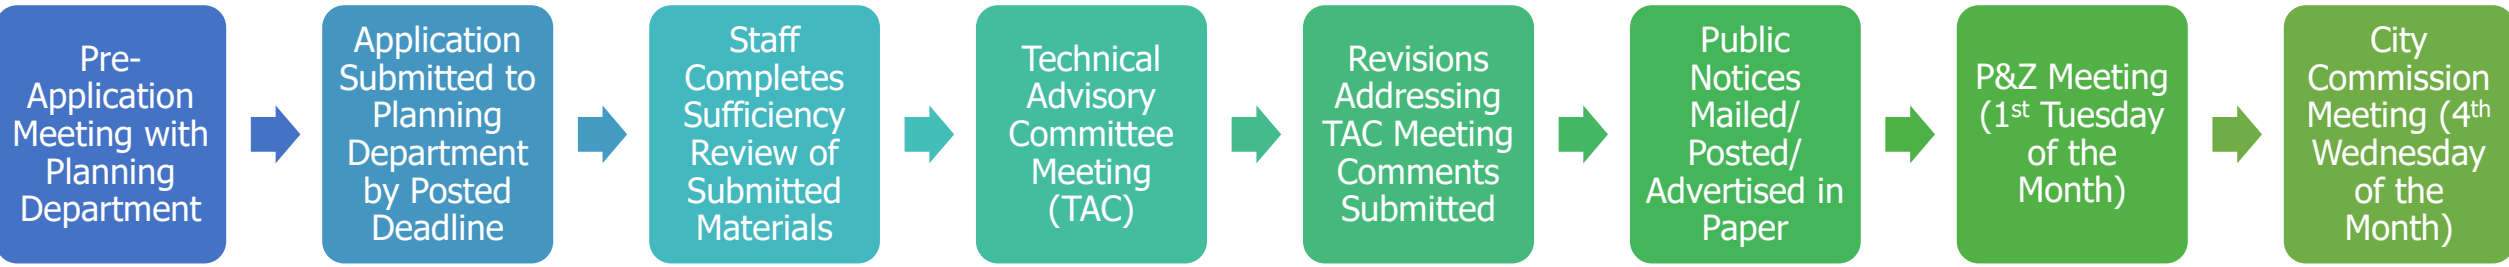 Pre-
Application
Meeting with
Planning
Department
Application
Submitted to
Planning
Department
by Posted
Deadline
Staff
Completes
Sufficiency
Review of
Submitted
Materials
Technical
Advisory
Committee
Meeting
(TAC)
Revisions
Addressing
TAC Meeting
Comments
Submitted
Public
Notices
Mailed/
Posted/
Advertised in
Paper
P&Z Meeting
(1st Tuesday
of the
Month)
City
Commission
Meeting (4th
Wednesday
of the
Month)